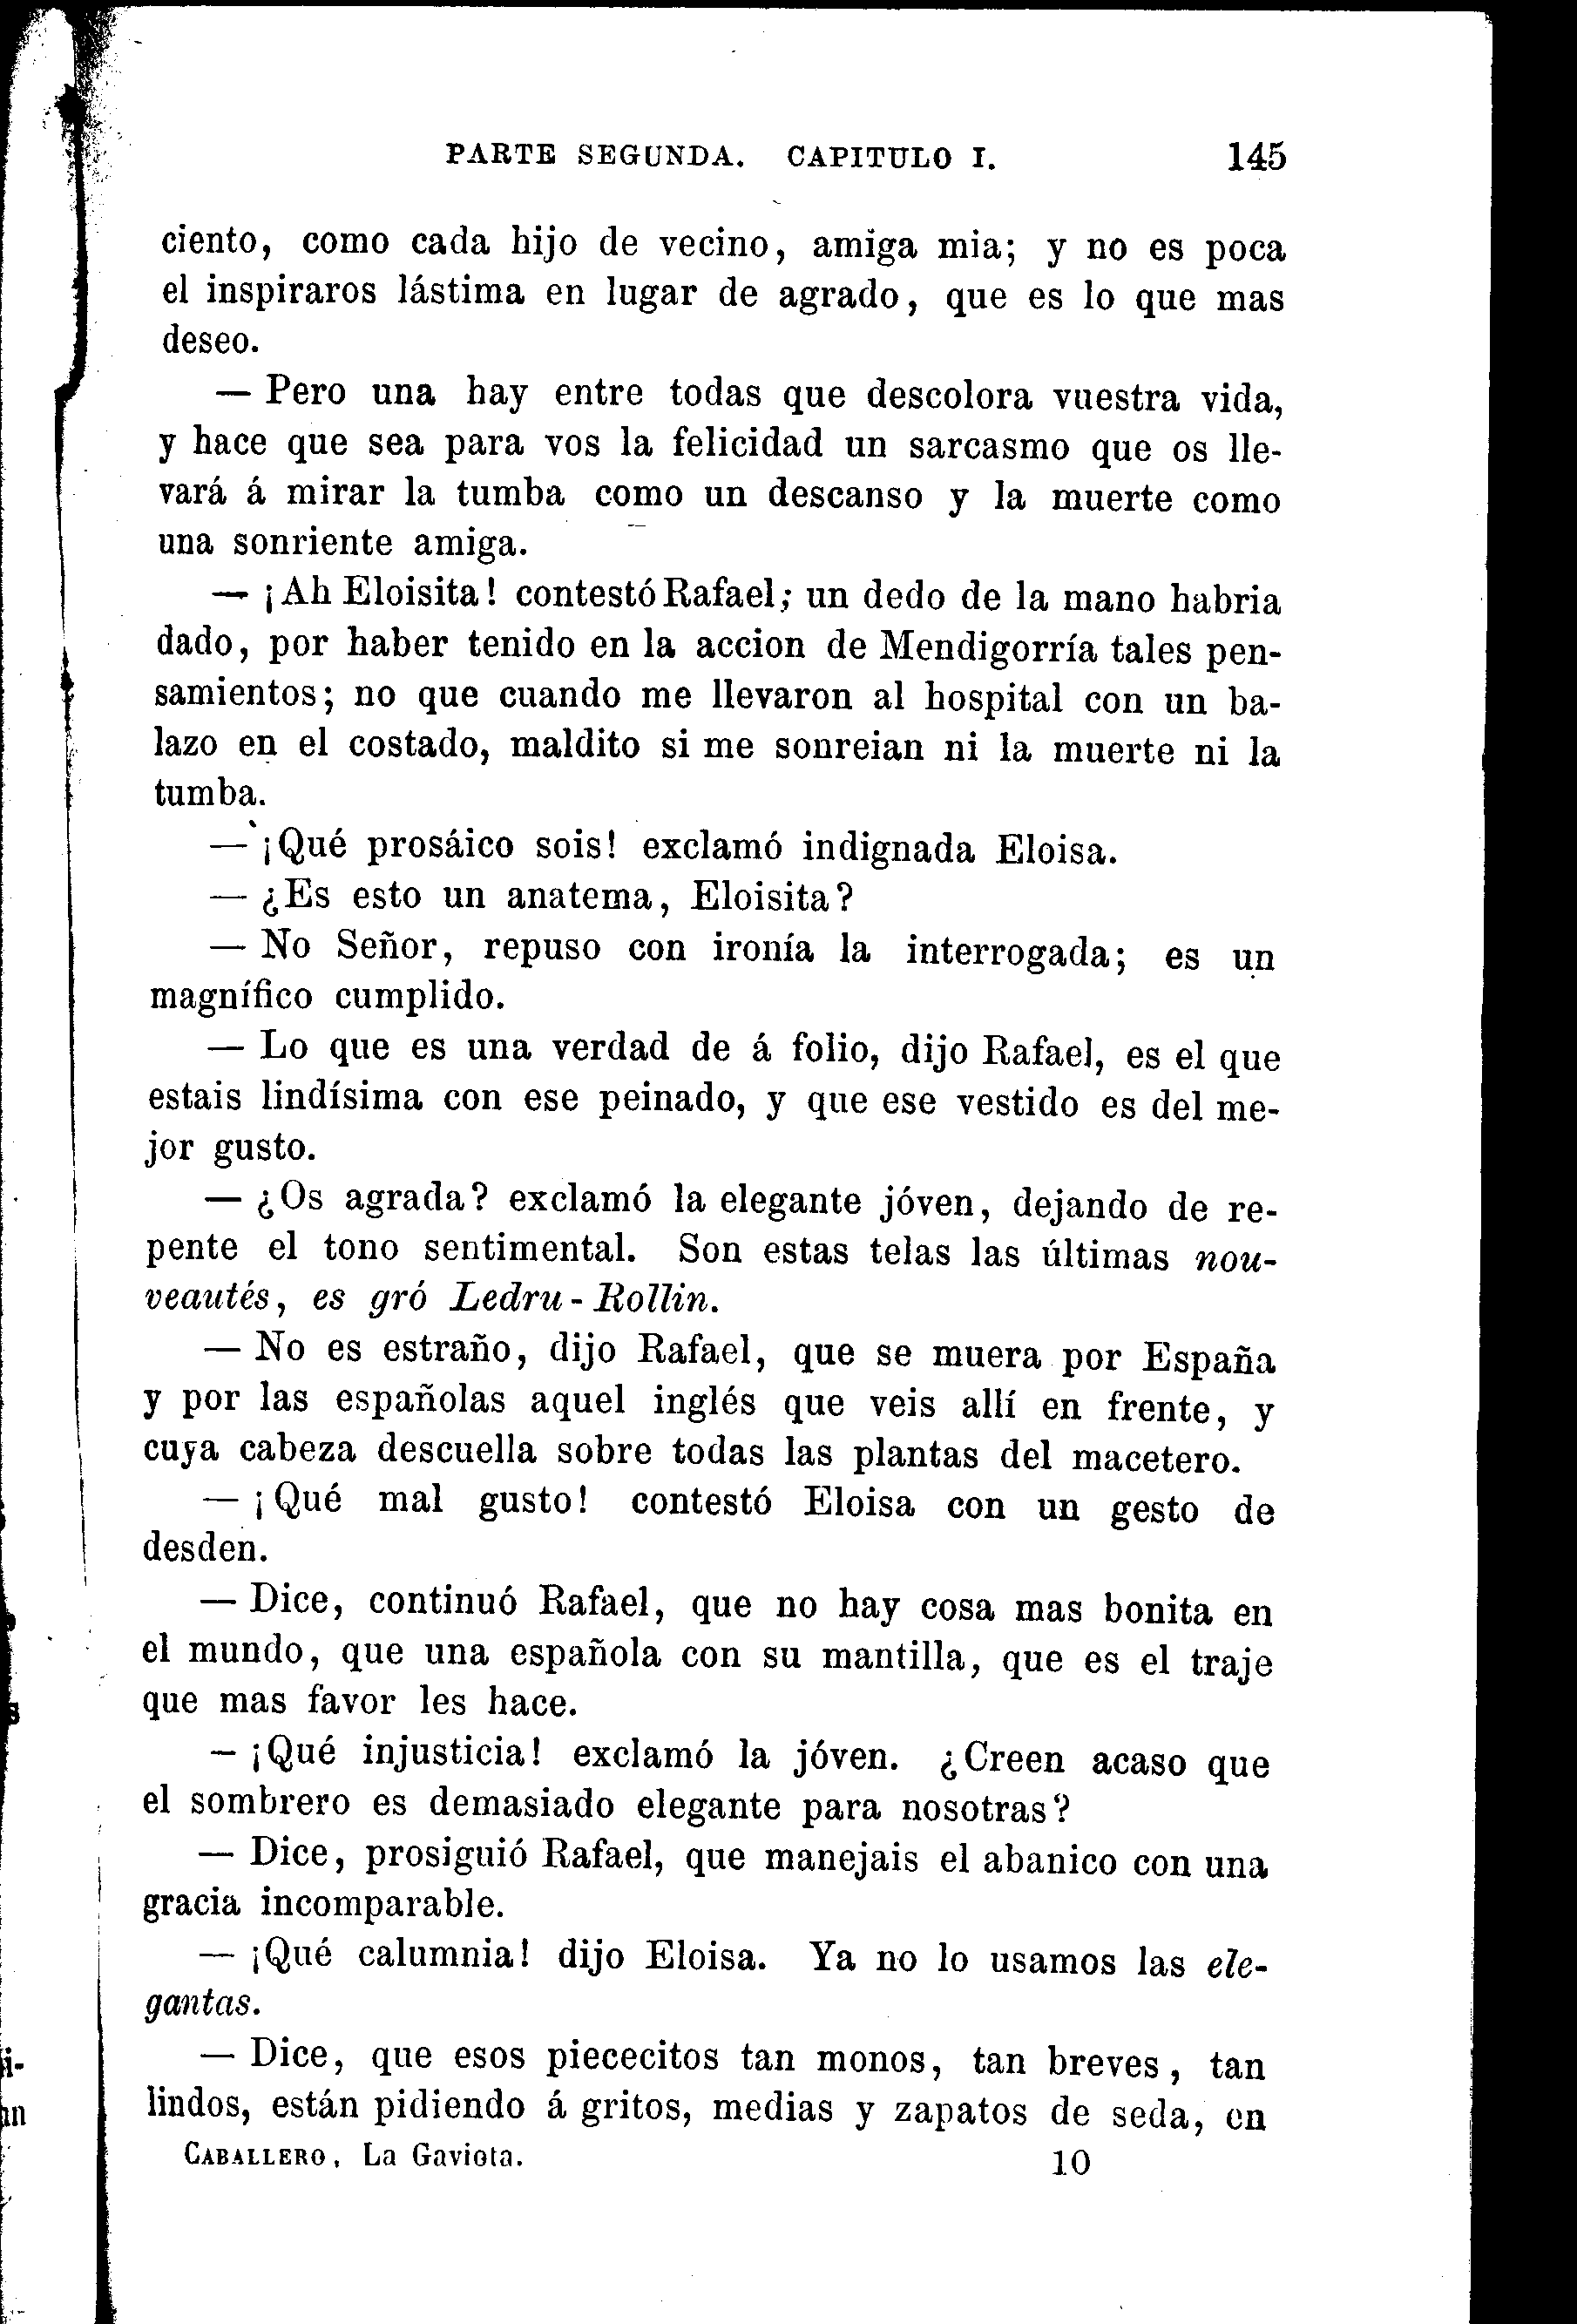 PARTE SEGUNDA. CAPITULO I. 145
ciento, como cada hijo de vecino, amiga mia; y no es poca
el inspiraros lástima en lugar de agrado, que es lo que mas
deseo.
— Pero una hay entre todas que descolora vuestra vida,
y hace que sea para vos la felicidad un sarcasmo que os lle-
vará á mirar la tumba como un descanso y la muerte como
una sonriente amiga.
— ¡Ah Eloisita! contestó Rafael; un dedo de la mano habria
dado, por haber tenido en la accion de Mendigorría tales pen-
samientos; no que cuando me llevaron al hospital con un ba-
lazo en el costado, maldito si me sonreian ni la muerte ni la
tumba.
— ¡Qué prosáico sois! exclamó indignada Eloisa.
— ¿Es esto un anatema, Eloisita?
— No Señor, repuso con ironía la interrogada; es un
magnífico cumplido.
— Lo que es una verdad de á folio, dijo Rafael, es el que
estais lindísima con ese peinado, y que ese vestido es del me-
jor gusto.
— ¿Os agrada? exclamó la elegante jóven, dejando de re-
pente el tono sentimental. Son estas telas las últimas nou-
veautés, es gró Ledru-Rollin.
— No es estraño, dijo Rafael, que se muera por España
y por las españolas aquel inglés que veis allí en frente, y
cuya cabeza descuella sobre todas las plantas del macetero.
— ¡Qué mal gusto! contestó Eloisa con un gesto de
desden.
— Dice, continuó Rafael, que no hay cosa mas bonita en
el mundo, que una española con su mantilla, que es el traje
que mas favor les hace.
— ¡Qué injusticia! exclamó la jóven. ¿Creen acaso que
el sombrero es demasiado elegante para nosotras?
— Dice, prosiguió Rafael, que manejais el abanico con una
gracia incomparable.
— ¡Qué calumnia! dijo Eloisa. Ya no lo usamos las ele-
gantas.
— Dice, que esos piececitos tan monos, tan breves, tan
lindos, están pidiendo á gritos, medias y zapatos de seda, en
CABALLERO, La Gaviota. 10